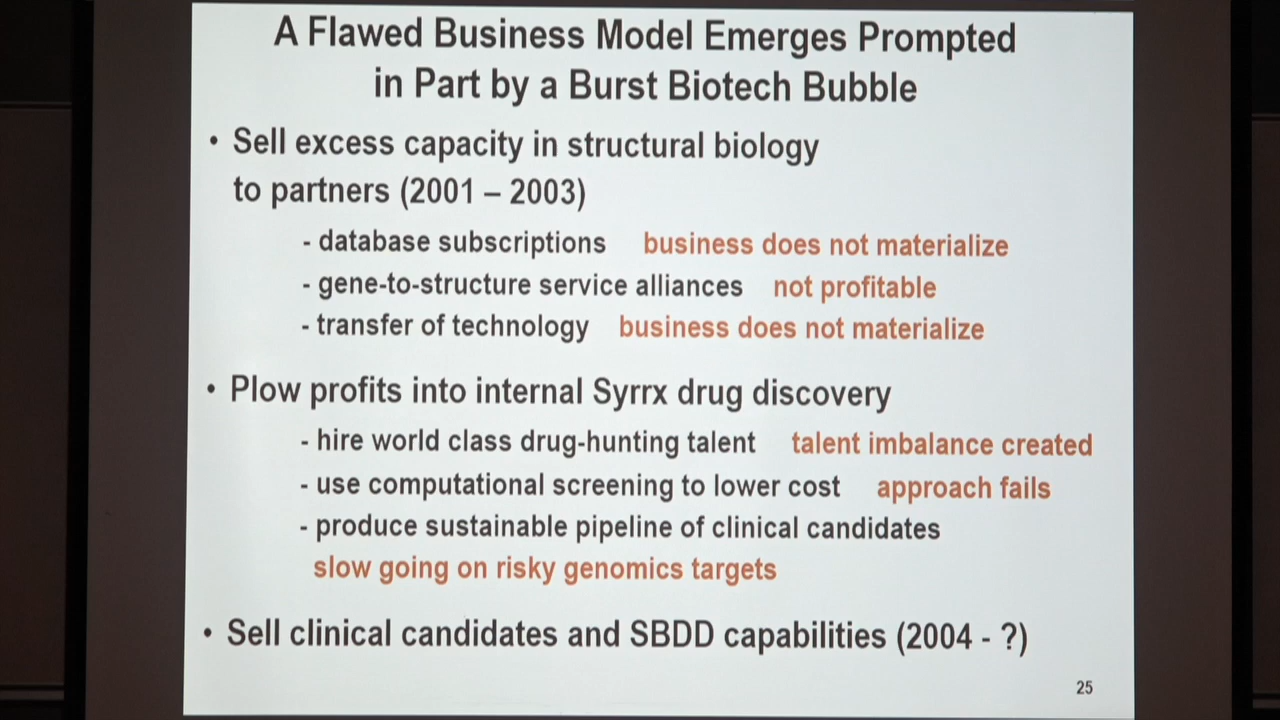 A Flawed Business Model Emerges Prompted
in Part by a Burst Biotech Bubble
• Sell excess capacity in structural biology
to partners (2001 – 2003)
- database subscriptions business does not materialize
- gene-to-structure service alliances not profitable
- transfer of technology business does not materialize
• Plow profits into internal Syrrx drug discovery
- hire world class drug-hunting talent talent imbalance created
- use computational screening to lower cost approach fails
- produce sustainable pipeline of clinical candidates
slow going on risky genomics targets
• Sell clinical candidates and SBDD capabilities (2004 - ?)
25